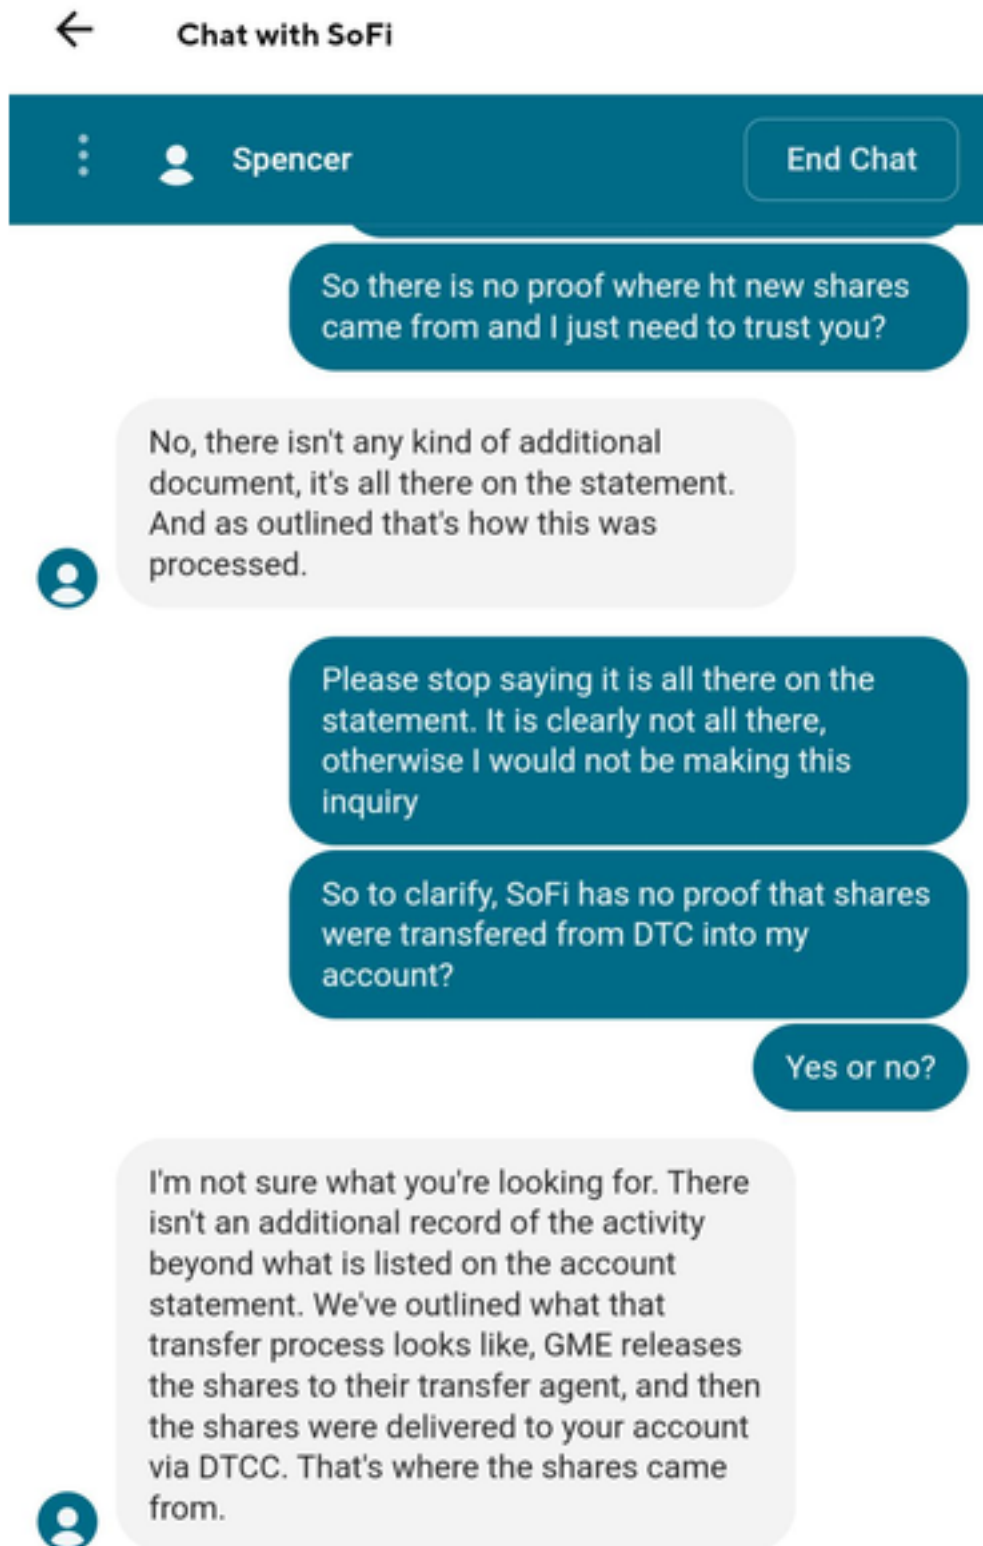 Chat with SoFi
Spencer
End Chat
So there is no proof where ht new shares
came from and I just need to trust you?
No, there isn't any kind of additional
document, it's all there on the statement.
And as outlined that's how this was
processed.
Please stop saying it is all there on the
statement. It is clearly not all there,
otherwise I would not be making this
inquiry
So to clarify, SoFi has no proof that shares
were transfered from DTC into my
account?
Yes or no?
I'm not sure what you're looking for. There
isn't an additional record of the activity
beyond what is listed on the account
statement. We've outlined what that
transfer process looks like, GME releases
the shares to their transfer agent, and then
the shares were delivered to your account
via DTCC. That's where the shares came
from.